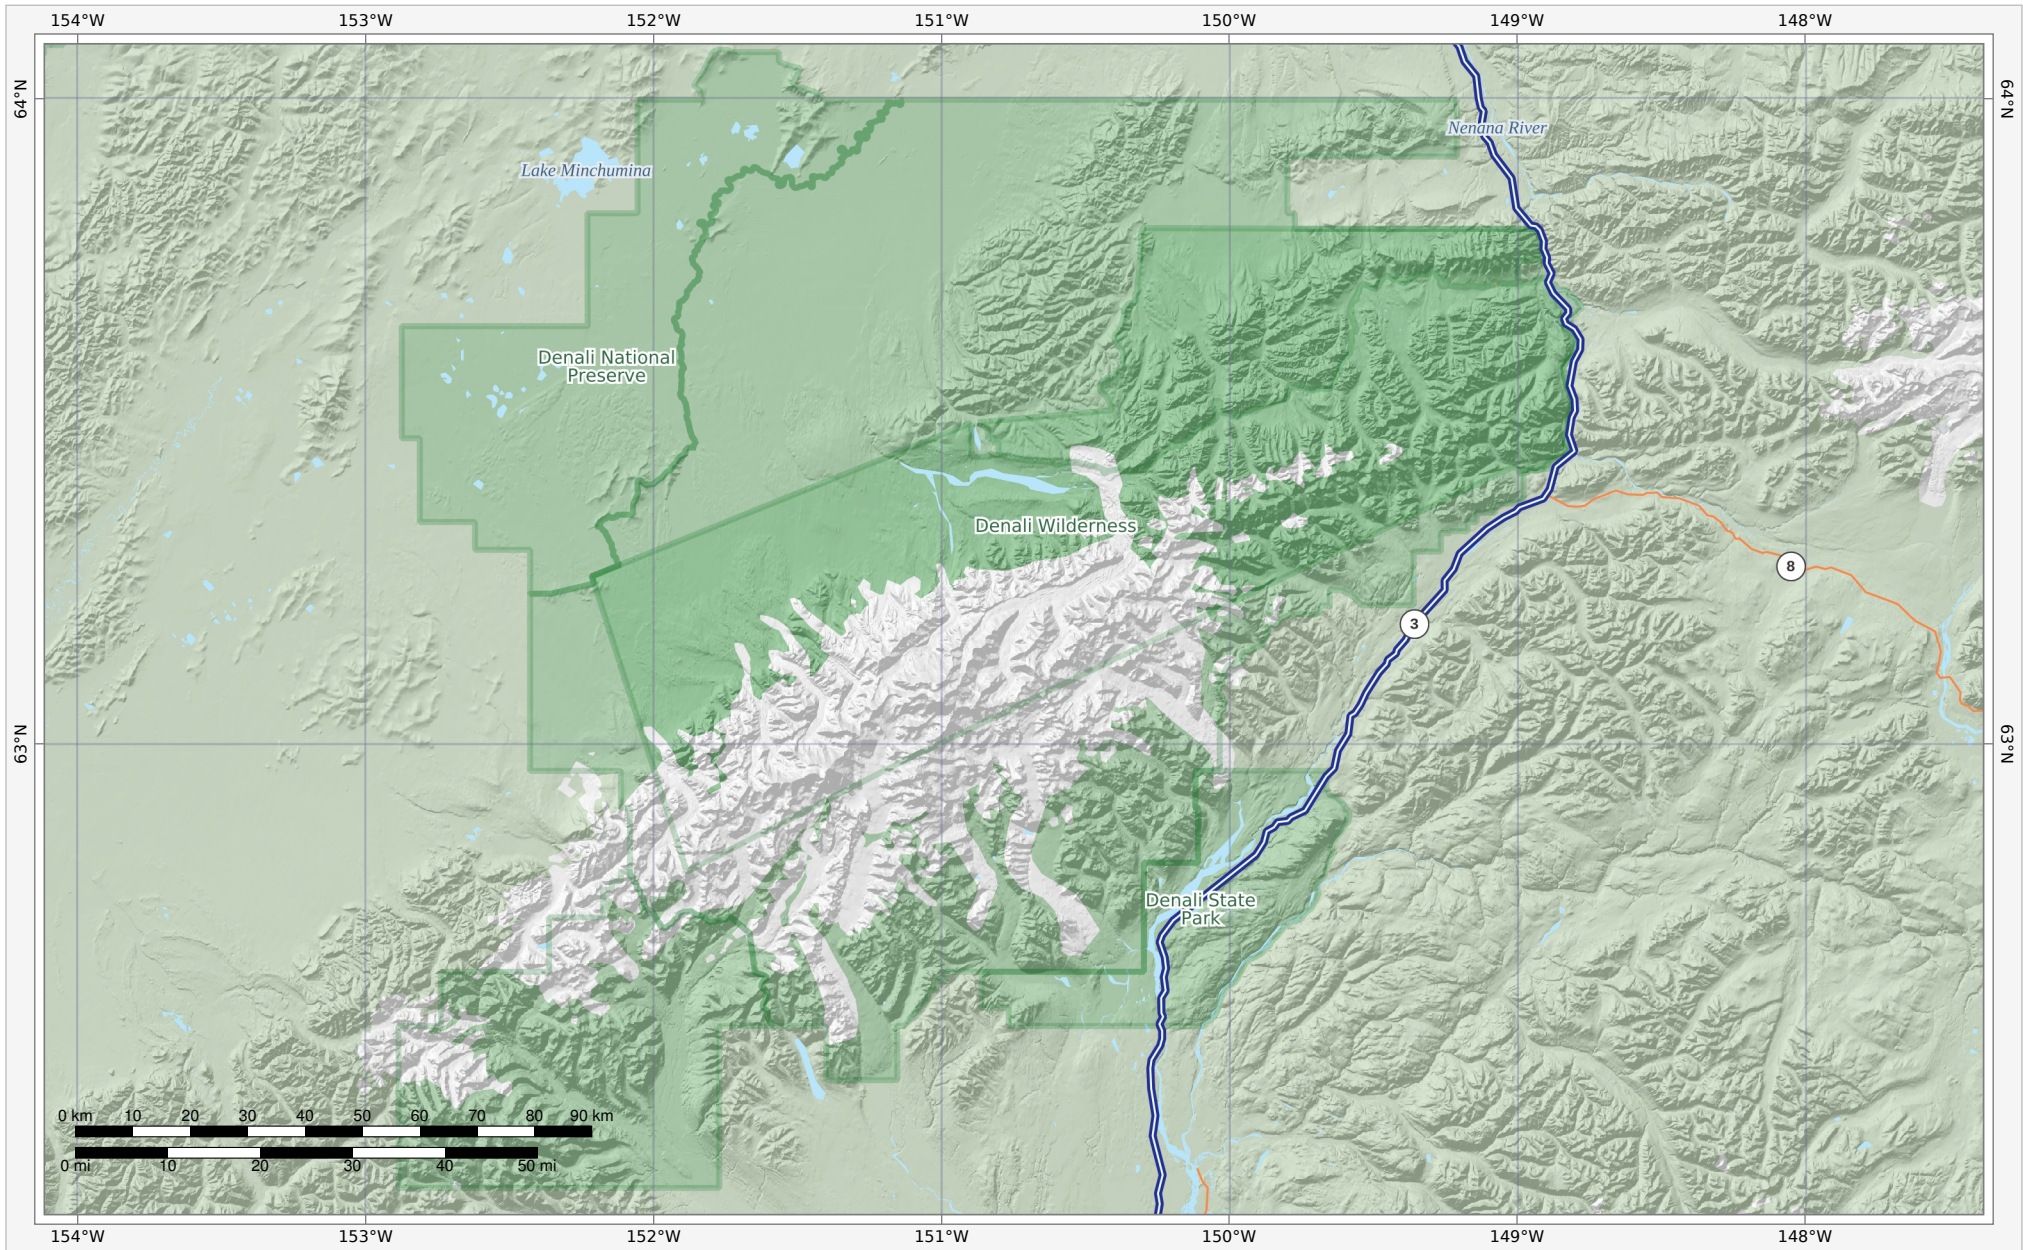 154°W 153°W 152°W 151°W 150°W 149°W 148°W
64°N 64°N
Nenana River
Lake Minchumina
Denali National
Preserve
Denali Wilderness
8
3
63°N 63°N
Denali State
Park
0 km 10 20 30 40 50 60 70 80 90 km
0 mi 10 20 30 40 50 mi
154°W 153°W 152°W 151°W 150°W 149°W 148°W